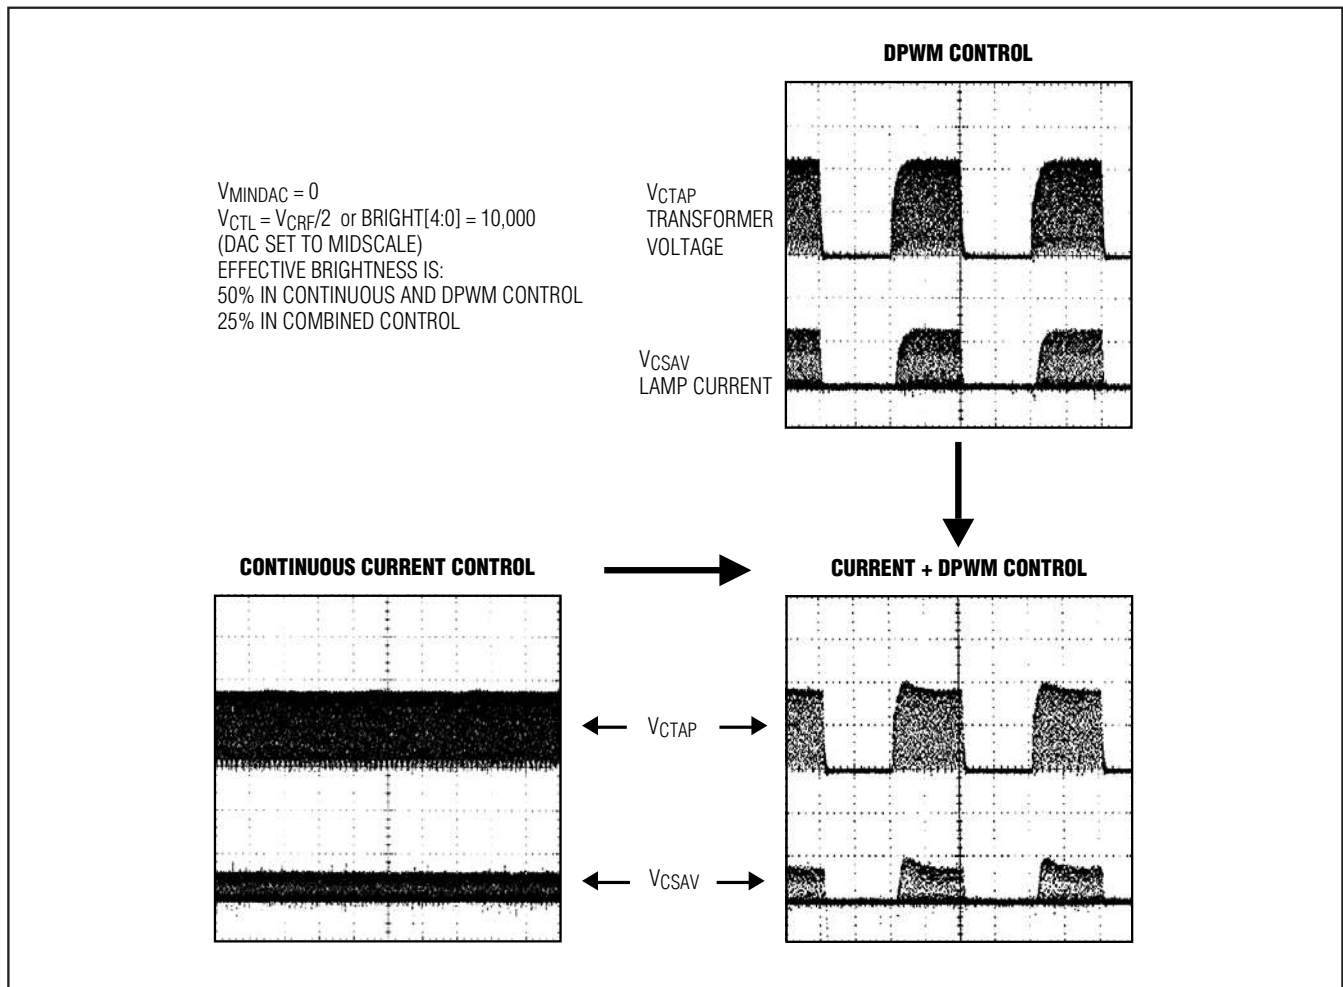 DPWM CONTROL
VMINDAC = 0
VCTL = VCRF/2 or BRIGHT[4:0] = 10,000
(DAC SET TO MIDSCALE)
EFFECTIVE BRIGHTNESS IS:
50% IN CONTINUOUS AND DPWM CONTROL
25% IN COMBINED CONTROL
VCTAP
TRANSFORMER
VOLTAGE
VCSAV
LAMP CURRENT
CONTINUOUS CURRENT CONTROL
CURRENT + DPWM CONTROL
VCTAP
VCSAV